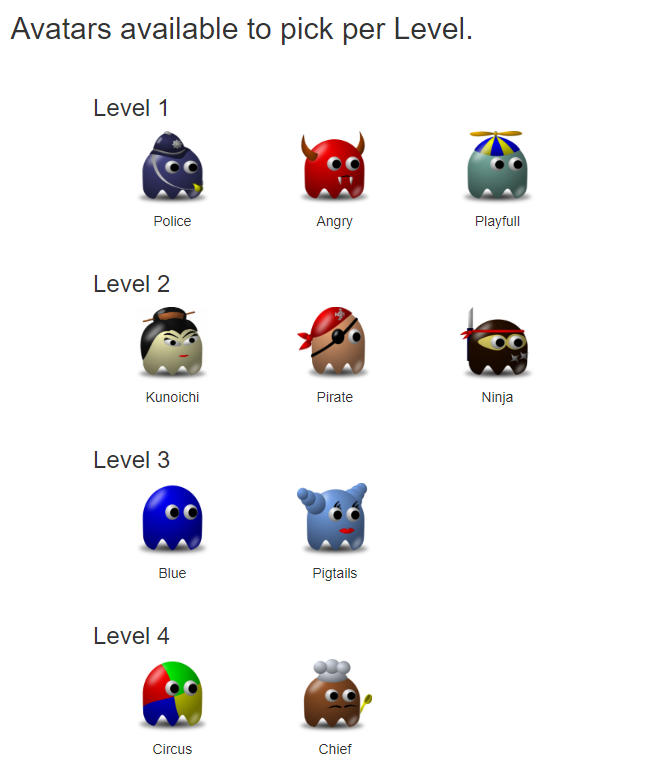 Avatars available to pick per Level.
Level 1
Police Angry Playfull
Level 2
Kunoichi Pirate Ninja
Level 3
Blue Pigtails
Level 4
Circus Chief